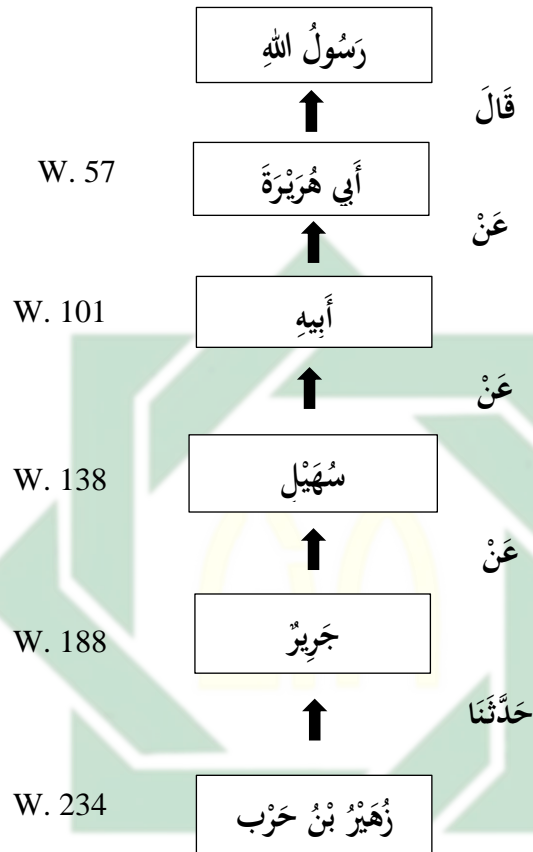 رَسُولُ اللهِ
قَالَ
W. 57
أَبِي هُرَيْرَةَ
عَنْ
W. 101
أَبِيهِ
عَنْ
W. 138
سُهَيْلٍ
عَنْ
W. 188
جَرِيرٌ
حَدَّثَنَا
W. 234
زُهَيْرُ بْنُ حَرْب